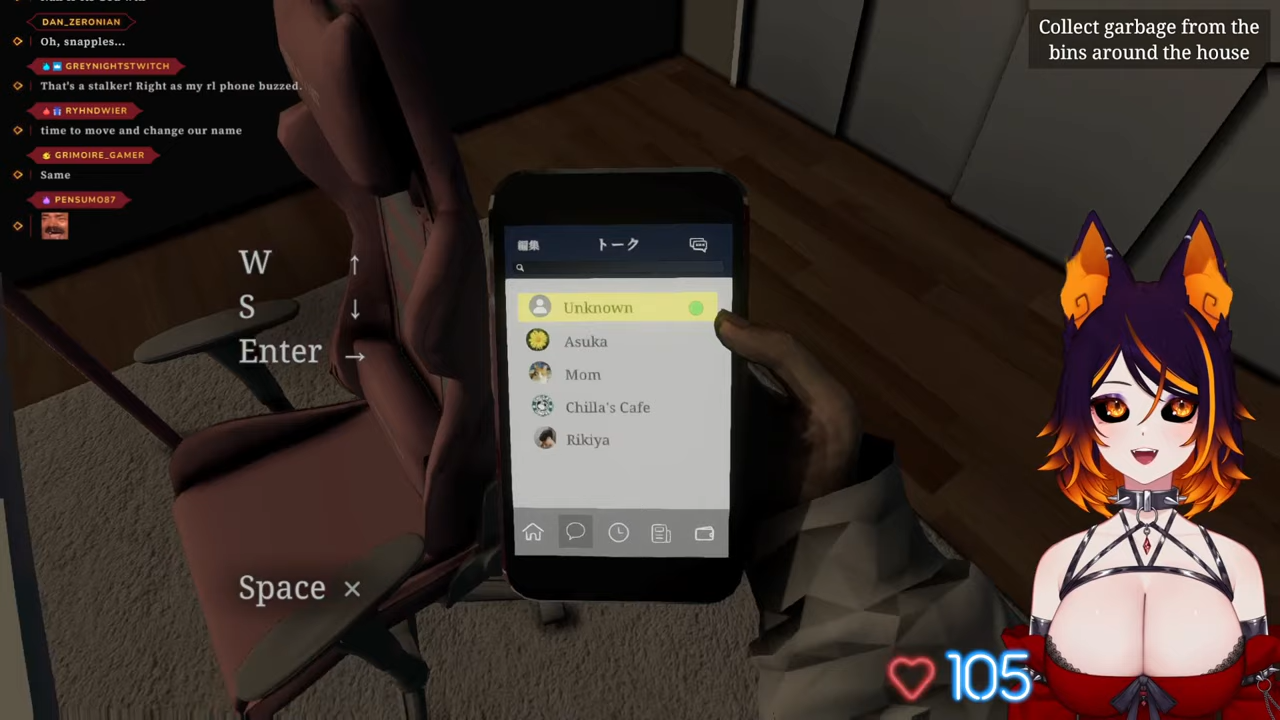 DAN_ZERONIAN
Oh, snapples...
GREYNIGHTSTWITCH
That's a stalker! Right as my rl phone buzzed.
RYHNDWIER
time to move and change our name
GRIMOIRE_GAMER
Same
PENSUMO87
Collect garbage from the
bins around the house
W ↑
S ↓
Enter →
Space ×
編集 トーク
Unknown
Asuka
Mom
Chilla's Cafe
Rikiya
105